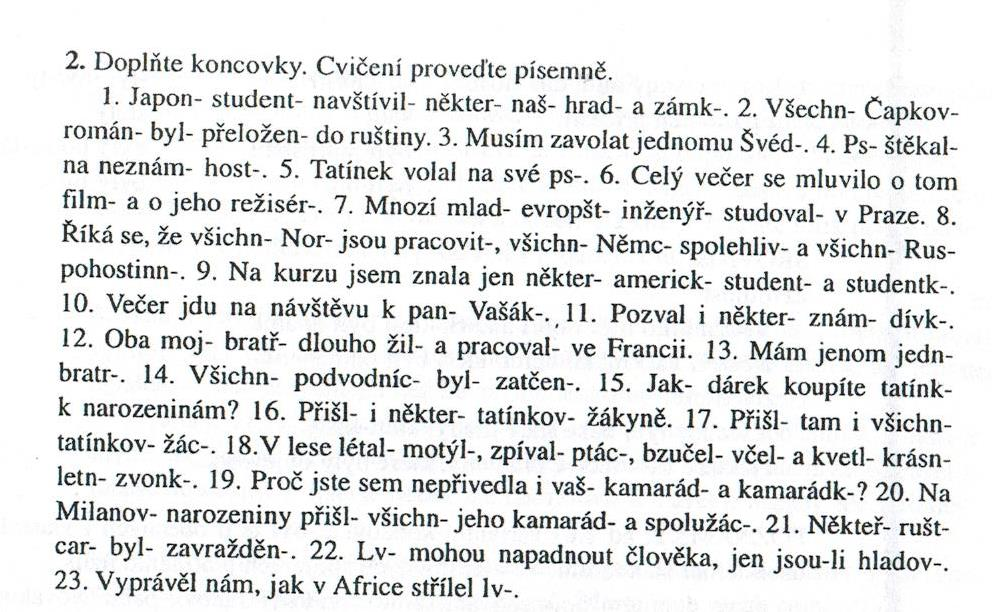 2. Doplňte koncovky. Cvičení proveďte písemně.
1. Japon- student- navštívil- někter- naš- hrad- a zámk-. 2. Všechn- Čapkov-
román- byl- přeložen- do ruštiny. 3. Musím zavolat jednomu Švéd-. 4. Ps- štěkal-
na neznám- host-. 5. Tatínek volal na své ps-. 6. Celý večer se mluvilo o tom
film- a o jeho režisér-. 7. Mnozí mlad- evropšt- inženýř- studoval- v Praze. 8.
Říká se, že všichn- Nor- jsou pracovit-, všichn- Němc- spolehliv- a všichn- Rus-
pohostinn-. 9. Na kurzu jsem znala jen někter- americk- student- a studentk-.
10. Večer jdu na návštěvu k pan- Vašák-. 11. Pozval i někter- znám- dívk-.
12. Oba moj- bratř- dlouho žil- a pracoval- ve Francii. 13. Mám jenom jedn-
bratr-. 14. Všichn- podvodníc- byl- zatčen-. 15. Jak- dárek koupíte tatínk-
k narozeninám? 16. Přišl- i někter- tatínkov- žákyně. 17. Přišl- tam i všichn-
tatínkov- žác-. 18.V lese létal- motýl-, zpíval- ptác-, bzučel- včel- a kvetl- krásn-
letn- zvonk-. 19. Proč jste sem nepřivedla i vaš- kamarád- a kamarádk-? 20. Na
Milanov- narozeniny přišl- všichn- jeho kamarád- a spolužác-. 21. Někteř- rušt-
car- byl- zavražděn-. 22. Lv- mohou napadnout člověka, jen jsou-li hladov-.
23. Vyprávěl nám, jak v Africe střílel lv-.